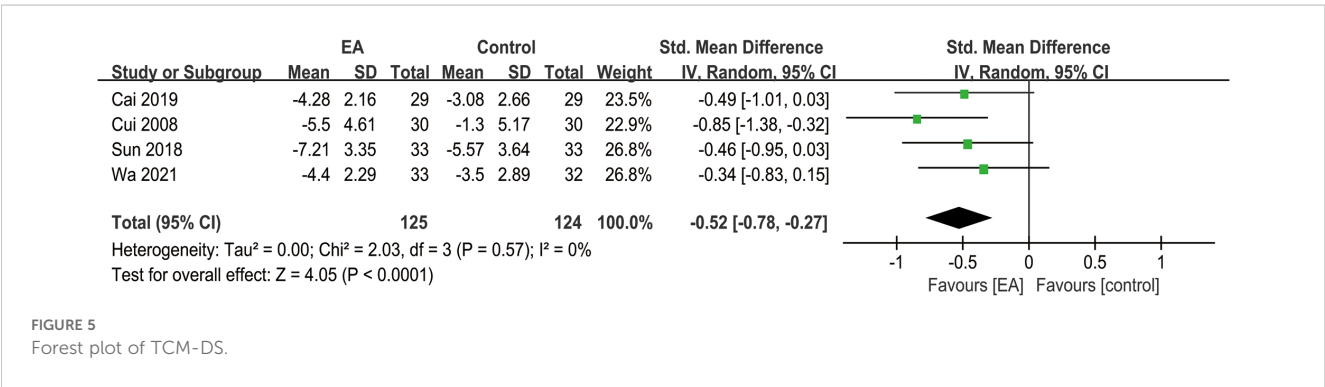 EA Control Std. Mean Difference Std. Mean Difference
Study or Subgroup Mean SD Total Mean SD Total Weight IV, Random, 95% CI IV, Random, 95% CI
Cai 2019 -4.28 2.16 29 -3.08 2.66 29 23.5% -0.49 [-1.01, 0.03]
Cui 2008 -5.5 4.61 30 -1.3 5.17 30 22.9% -0.85 [-1.38, -0.32]
Sun 2018 -7.21 3.35 33 -5.57 3.64 33 26.8% -0.46 [-0.95, 0.03]
Wa 2021 -4.4 2.29 33 -3.5 2.89 32 26.8% -0.34 [-0.83, 0.15]
Total (95% CI) 125 124 100.0% -0.52 [-0.78, -0.27]
Heterogeneity: Tau² = 0.00; Chi² = 2.03, df = 3 (P = 0.57); I² = 0%
Test for overall effect: Z = 4.05 (P < 0.0001)
-1 -0.5 0 0.5 1
Favours [EA] Favours [control]
FIGURE 5
Forest plot of TCM-DS.